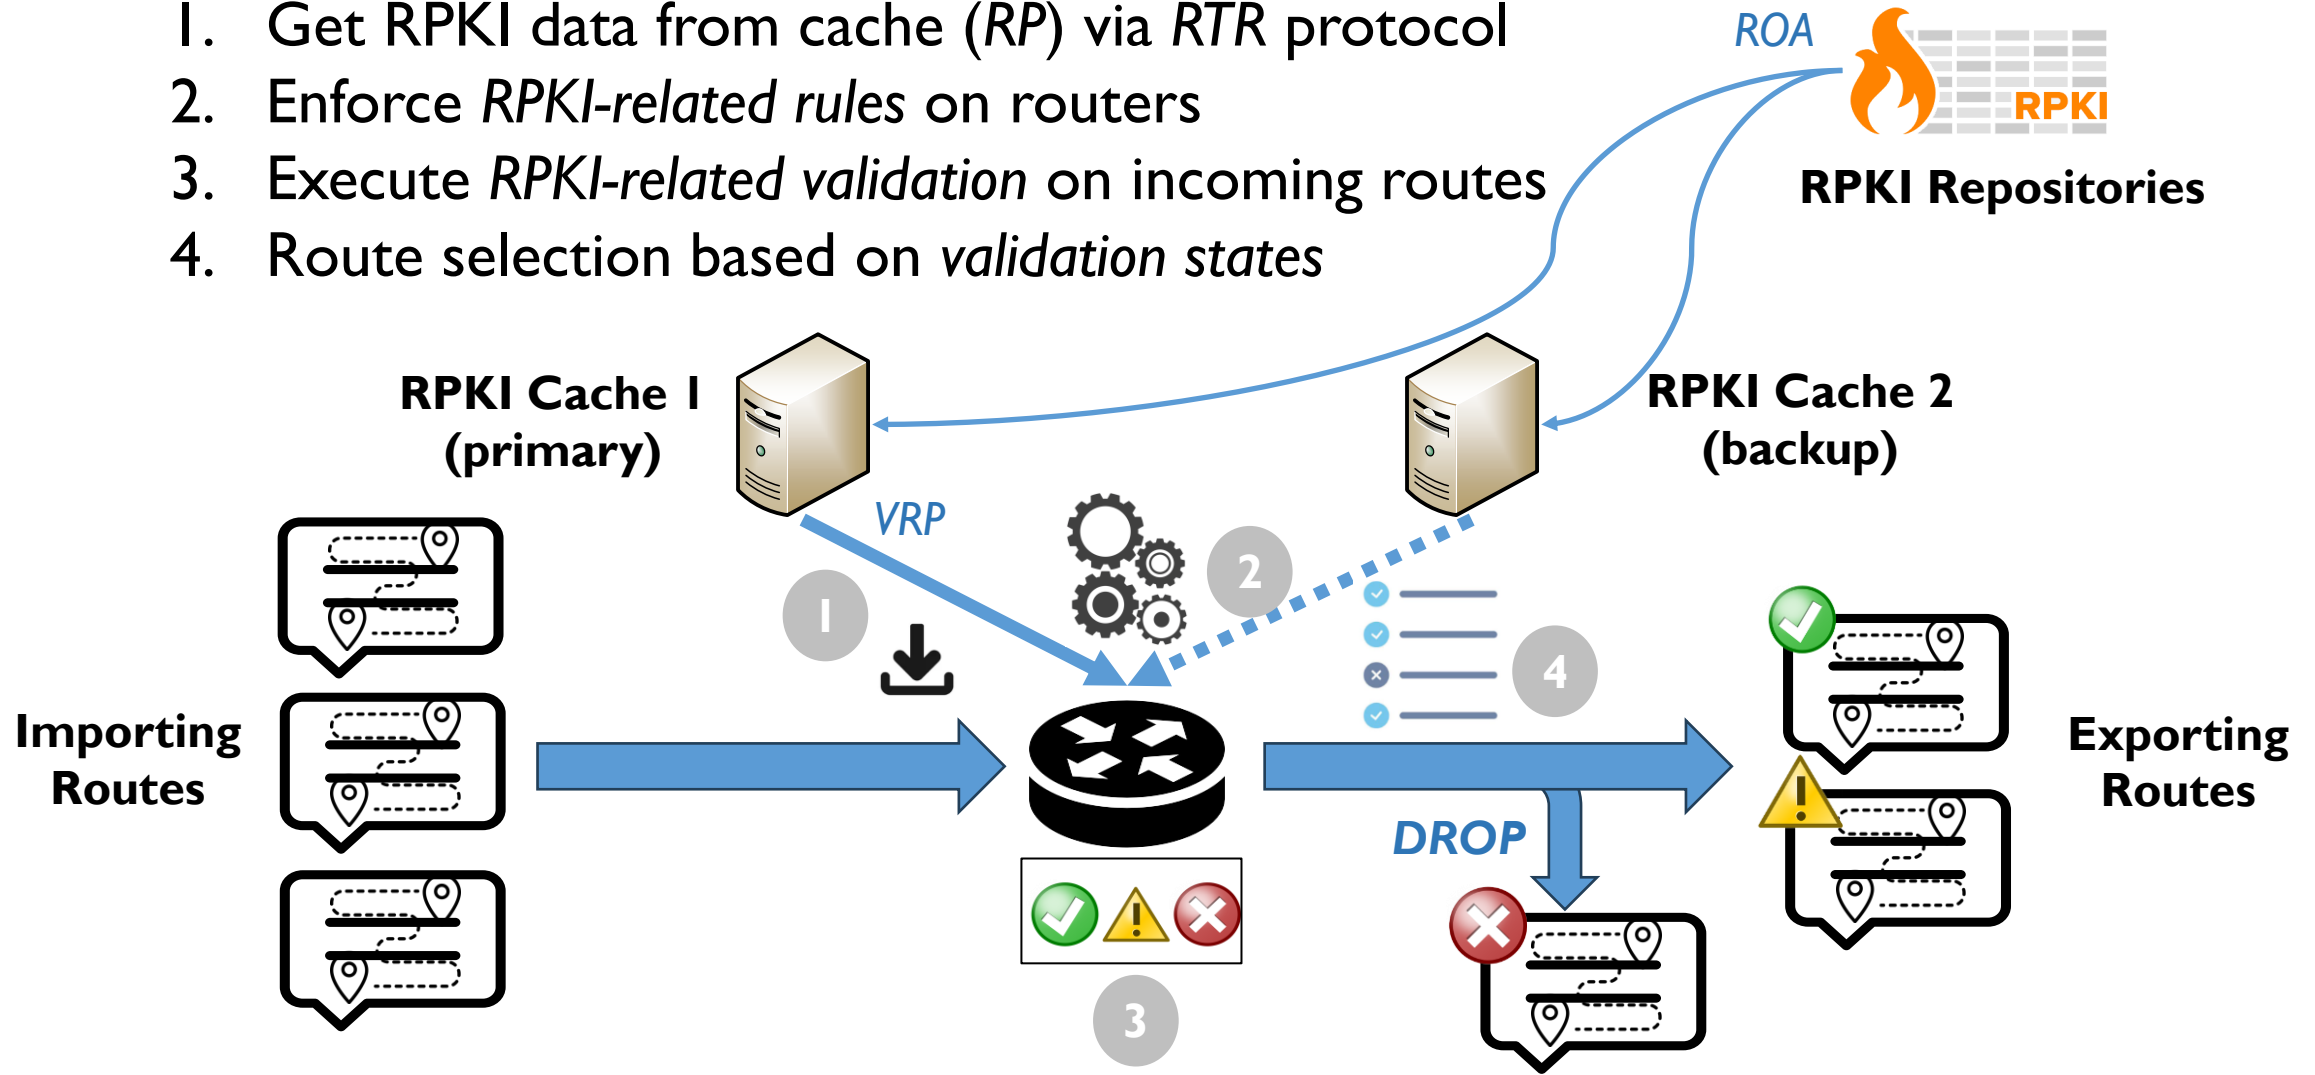 1. Get RPKI data from cache (RP) via RTR protocol
2. Enforce RPKI-related rules on routers
3. Execute RPKI-related validation on incoming routes
4. Route selection based on validation states
ROA
RPKI
RPKI Repositories
RPKI Cache 1
(primary)
RPKI Cache 2
(backup)
VRP
1
2
4
Importing
Routes
Exporting
Routes
DROP
3